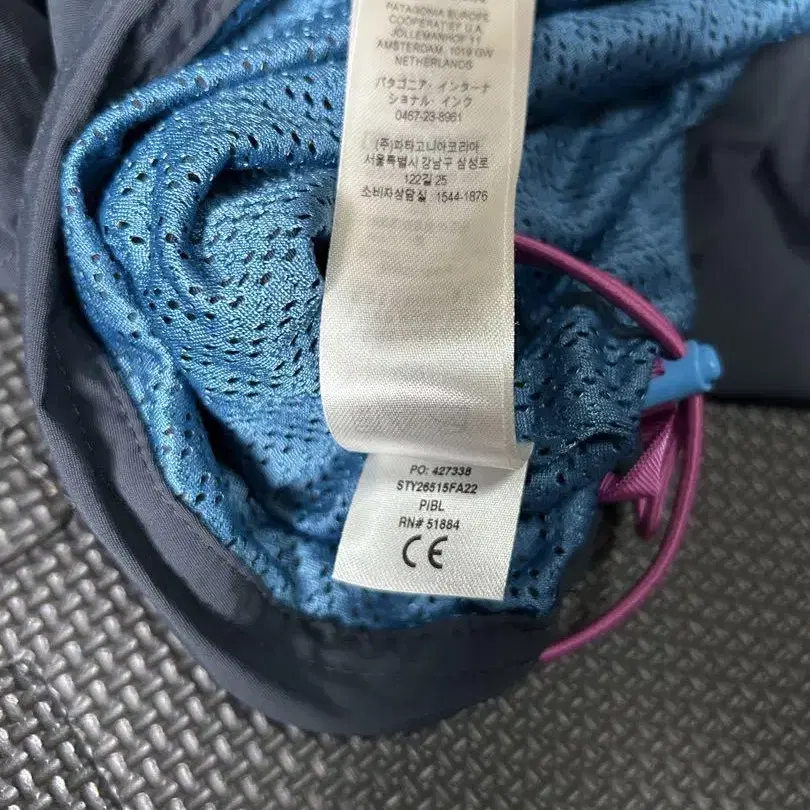 PATAGONIA EUROPE
COOPERATIEF U.A.
JOLLEMANHOF 31
AMSTERDAM, 1019 GW
NETHERLANDS
パタゴニア・インターナ
ショナル・インク
0467-23-8961
(주)파타고니아코리아
서울특별시 강남구 삼성로
122길 25
소비자상담실 1544-1876
PO: 427338
STY26515FA22
PIBL
RN# 51884
CE